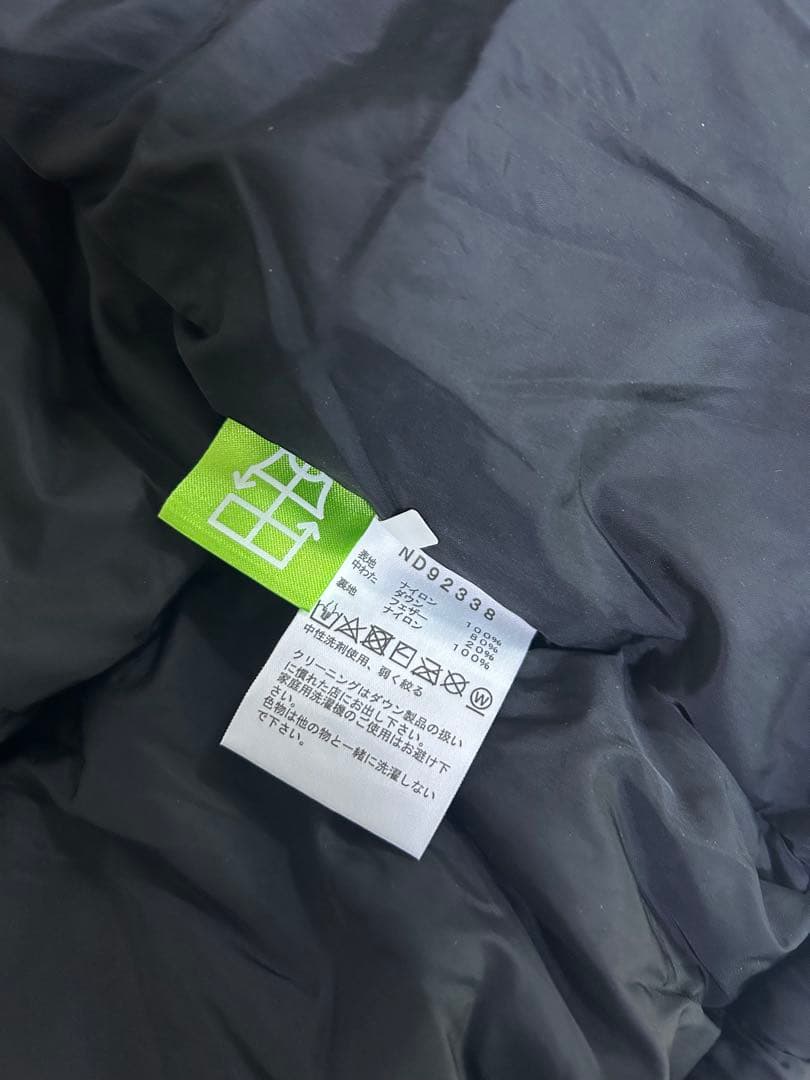 ND92338
表地 ナイロン 100%
中わた ダウン 80%
フェザー 20%
裏地 ナイロン 100%
W
中性洗剤使用、弱く絞る
クリーニングはダウン製品の扱い
に慣れた店にお出し下さい。
家庭用洗濯機のご使用はお避け下
さい。
色物は他の物と一緒に洗濯しない
で下さい。